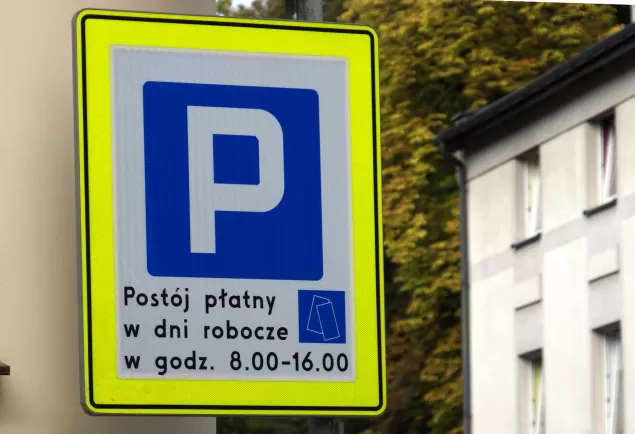 P
Postój płatny
w dni robocze
w godz. 8.00-16.00